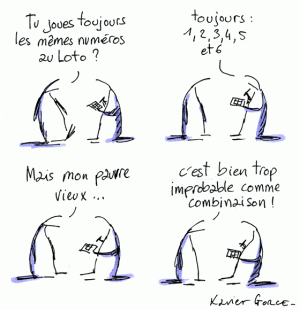 Tu joues toujours
les mêmes numéros
au Loto ?
toujours :
1, 2, 3, 4, 5
et 6
Mais mon pauvre
vieux ...
c'est bien trop
improbable comme
combinaison !
Xavier Gorce_